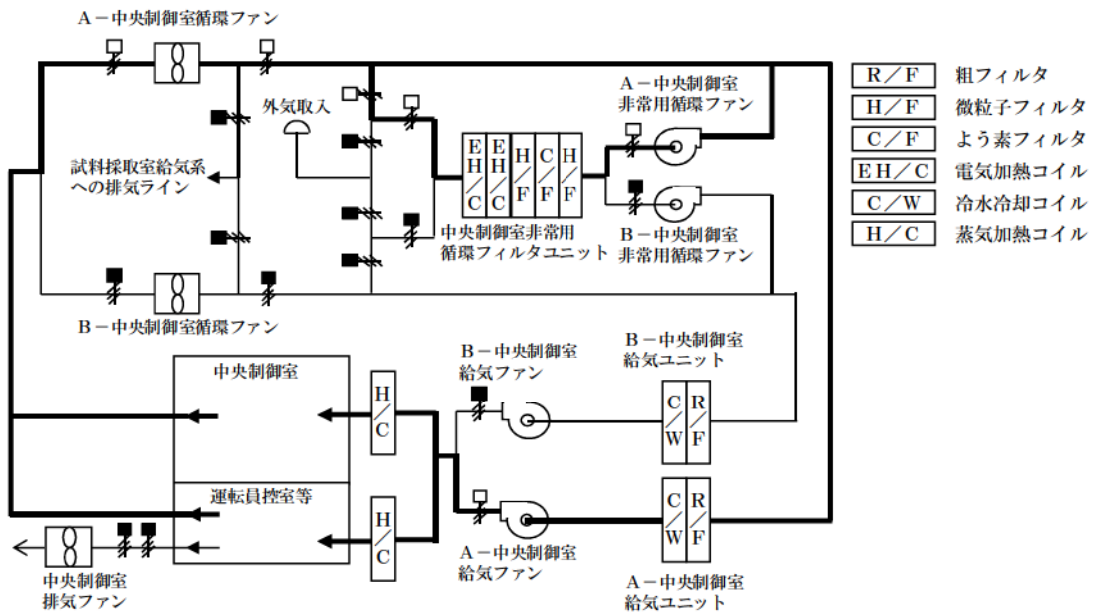 A－中央制御室循環ファン
外気取入
試料採取室給気系
への排気ライン
A－中央制御室
非常用循環ファン
EH/C
EH/C
H/F
C/F
H/F
中央制御室非常用
循環フィルタユニット
B－中央制御室
非常用循環ファン
B－中央制御室循環ファン
R／F 粗フィルタ
H／F 微粒子フィルタ
C／F よう素フィルタ
EH／C 電気加熱コイル
C／W 冷水冷却コイル
H／C 蒸気加熱コイル
中央制御室
H/C
B－中央制御室
給気ファン
B－中央制御室
給気ユニット
C/W
R/F
運転員控室等
H/C
A－中央制御室
給気ファン
C/W
R/F
A－中央制御室
給気ユニット
中央制御室
排気ファン